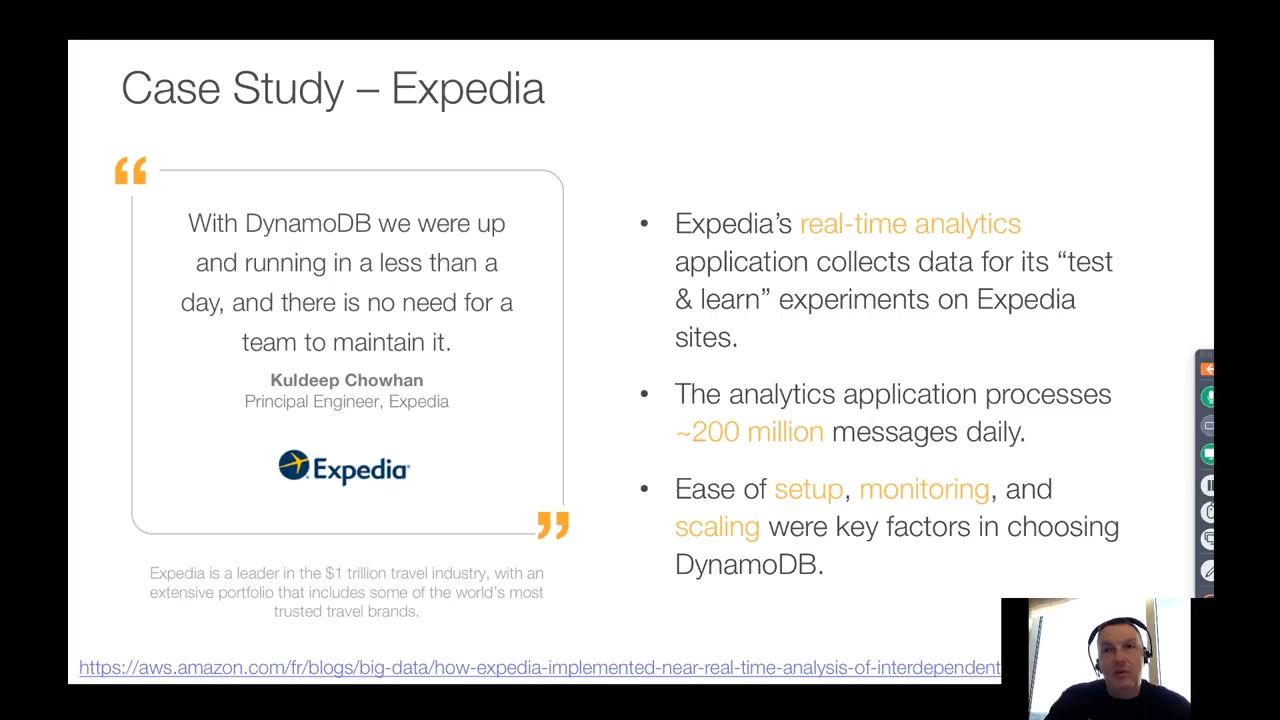 Case Study – Expedia
“
With DynamoDB we were up
and running in a less than a
day, and there is no need for a
team to maintain it.
Kuldeep Chowhan
Principal Engineer, Expedia
Expedia®
”
Expedia is a leader in the $1 trillion travel industry, with an
extensive portfolio that includes some of the world’s most
trusted travel brands.
• Expedia’s real-time analytics
application collects data for its “test
& learn” experiments on Expedia
sites.
• The analytics application processes
~200 million messages daily.
• Ease of setup, monitoring, and
scaling were key factors in choosing
DynamoDB.
https://aws.amazon.com/fr/blogs/big-data/how-expedia-implemented-near-real-time-analysis-of-interdependent